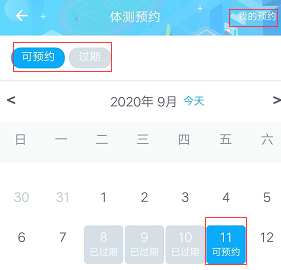 体测预约 我的预约
可预约 过期
< 2020年 9月 今天 >
日 一 二 三 四 五 六
30 31 1 2 3 4 5
6 7 8 9 10 11 12
已过期 已过期 已过期 可预约